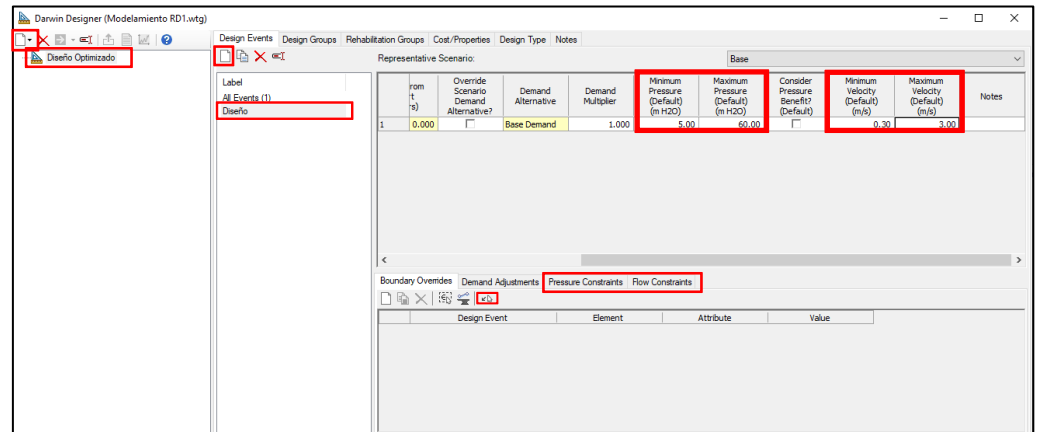 Darwin Designer (Modelamiento RD1.wtg)
Diseño Optimizado
Design Events Design Groups Rehabilitation Groups Cost/Properties Design Type Notes
Representative Scenario: Base
Label
All Events (1)
Diseño
rom
t
rs)
Override
Scenario
Demand
Alternative?
Demand
Alternative
Demand
Multiplier
Minimum
Pressure
(Default)
(m H2O)
Maximum
Pressure
(Default)
(m H2O)
Consider
Pressure
Benefit?
(Default)
Minimum
Velocity
(Default)
(m/s)
Maximum
Velocity
(Default)
(m/s)
Notes
1 0.000 Base Demand 1.000 5.00 60.00 0.30 3.00
Boundary Overrides Demand Adjustments Pressure Constraints Flow Constraints
Design Event Element Attribute Value